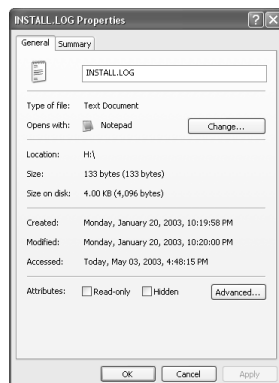 INSTALL.LOG Properties
General Summary
INSTALL.LOG
Type of file: Text Document
Opens with: Notepad Change...
Location: H:\
Size: 133 bytes (133 bytes)
Size on disk: 4.00 KB (4,096 bytes)
Created: Monday, January 20, 2003, 10:19:58 PM
Modified: Monday, January 20, 2003, 10:20:00 PM
Accessed: Today, May 03, 2003, 4:48:15 PM
Attributes: Read-only Hidden Advanced...
OK Cancel Apply